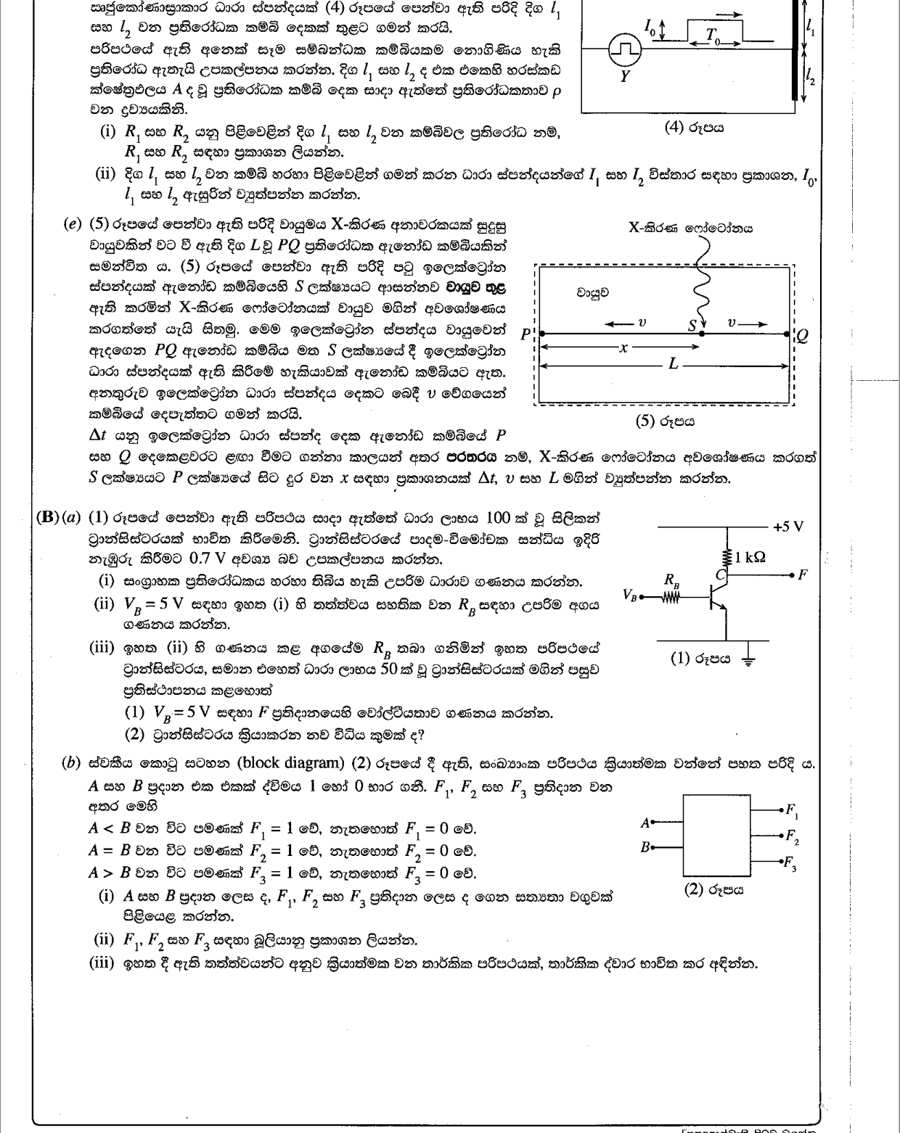 සෘජුකෝණාස්‍රාකාර ධාරා ස්පන්දයක් (4) රූපයේ පෙන්වා ඇති පරිදි දිග l₁
සහ l₂ වන ප්‍රතිරෝධක කම්බි දෙකක් තුළට ගමන් කරයි.
පරිපථයේ ඇති අනෙක් සෑම සම්බන්ධක කම්බියකම නොගිණිය හැකි
ප්‍රතිරෝධ ඇතැයි උපකල්පනය කරන්න. දිග l₁ සහ l₂ ද එක එකෙහි හරස්කඩ
ක්ෂේත්‍රඵලය A ද වූ ප්‍රතිරෝධක කම්බි දෙක සාදා ඇත්තේ ප්‍රතිරෝධකතාව ρ
වන ද්‍රව්‍යයකිනි.
I₀
T₀
Y
l₁
l₂
(4) රූපය
(i) R₁ සහ R₂ යනු පිළිවෙළින් දිග l₁ සහ l₂ වන කම්බිවල ප්‍රතිරෝධ නම්,
R₁ සහ R₂ සඳහා ප්‍රකාශන ලියන්න.
(ii) දිග l₁ සහ l₂ වන කම්බි හරහා පිළිවෙළින් ගමන් කරන ධාරා ස්පන්දයන්ගේ I₁ සහ I₂ විස්තාර සඳහා ප්‍රකාශන, I₀,
l₁ සහ l₂ ඇසුරින් ව්‍යුත්පන්න කරන්න.
(e) (5) රූපයේ පෙන්වා ඇති පරිදි වායුමය X-කිරණ අනාවරකයක් සුදුසු
වායුවකින් වට වී ඇති දිග L වූ PQ ප්‍රතිරෝධක ඇනෝඩ කම්බියකින්
සමන්විත ය. (5) රූපයේ පෙන්වා ඇති පරිදි පටු ඉලෙක්ට්‍රෝන
ස්පන්දයක් ඇනෝඩ කම්බියෙහි S ලක්ෂ්‍යයට ආසන්නව වායුව තුළ
ඇති කරමින් X-කිරණ ෆෝටෝනයක් වායුව මගින් අවශෝෂණය
කරගත්තේ යැයි සිතමු. මෙම ඉලෙක්ට්‍රෝන ස්පන්දය වායුවෙන්
ඇදගෙන PQ ඇනෝඩ කම්බිය මත S ලක්ෂ්‍යයේ දී ඉලෙක්ට්‍රෝන
ධාරා ස්පන්දයක් ඇති කිරීමේ හැකියාවක් ඇනෝඩ කම්බියට ඇත.
අනතුරුව ඉලෙක්ට්‍රෝන ධාරා ස්පන්දය දෙකට බෙදී v වේගයෙන්
කම්බියේ දෙපැත්තට ගමන් කරයි.
X-කිරණ ෆෝටෝනය
වායුව
v
S
v
P
Q
x
L
(5) රූපය
Δt යනු ඉලෙක්ට්‍රෝන ධාරා ස්පන්ද දෙක ඇනෝඩ කම්බියේ P
සහ Q දෙකෙළවරට ළඟා වීමට ගන්නා කාලයන් අතර පරතරය නම්, X-කිරණ ෆෝටෝනය අවශෝෂණය කරගත්
S ලක්ෂ්‍යයට P ලක්ෂ්‍යයේ සිට දුර වන x සඳහා ප්‍රකාශනයක් Δt, v සහ L මගින් ව්‍යුත්පන්න කරන්න.
(B) (a) (1) රූපයේ පෙන්වා ඇති පරිපථය සාදා ඇත්තේ ධාරා ලාභය 100 ක් වූ සිලිකන්
ට්‍රාන්සිස්ටරයක් භාවිත කිරීමෙනි. ට්‍රාන්සිස්ටරයේ පාදම-විමෝචක සන්ධිය ඉදිරි
නැඹුරු කිරීමට 0.7 V අවශ්‍ය බව උපකල්පනය කරන්න.
(i) සංග්‍රාහක ප්‍රතිරෝධකය හරහා තිබිය හැකි උපරිම ධාරාව ගණනය කරන්න.
(ii) V_B = 5 V සඳහා ඉහත (i) හි තත්ත්වය සහතික වන R_B සඳහා උපරිම අගය
ගණනය කරන්න.
(iii) ඉහත (ii) හි ගණනය කළ අගයේම R_B තබා ගනිමින් ඉහත පරිපථයේ
ට්‍රාන්සිස්ටරය, සමාන එහෙත් ධාරා ලාභය 50 ක් වූ ට්‍රාන්සිස්ටරයක් මගින් පසුව
ප්‍රතිස්ථාපනය කළහොත්
(1) V_B = 5 V සඳහා F ප්‍රතිදානයෙහි වෝල්ටීයතාව ගණනය කරන්න.
(2) ට්‍රාන්සිස්ටරය ක්‍රියාකරන නව විධිය කුමක් ද?
+5 V
1 kΩ
C
F
R_B
V_B
(1) රූපය
(b) ස්වකීය කොටු සටහන (block diagram) (2) රූපයේ දී ඇති, සංඛ්‍යාංක පරිපථය ක්‍රියාත්මක වන්නේ පහත පරිදි ය.
A සහ B ප්‍රදාන එක එකක් ද්විමය 1 හෝ 0 භාර ගනී. F₁, F₂ සහ F₃ ප්‍රතිදාන වන
අතර මෙහි
A < B වන විට පමණක් F₁ = 1 වේ, නැතහොත් F₁ = 0 වේ.
A = B වන විට පමණක් F₂ = 1 වේ, නැතහොත් F₂ = 0 වේ.
A > B වන විට පමණක් F₃ = 1 වේ, නැතහොත් F₃ = 0 වේ.
(i) A සහ B ප්‍රදාන ලෙස ද, F₁, F₂ සහ F₃ ප්‍රතිදාන ලෙස ද ගෙන සත්‍යතා වගුවක්
පිළියෙළ කරන්න.
(ii) F₁, F₂ සහ F₃ සඳහා බූලියානු ප්‍රකාශන ලියන්න.
(iii) ඉහත දී ඇති තත්ත්වයන්ට අනුව ක්‍රියාත්මක වන තාර්කික පරිපථයක්, තාර්කික ද්වාර භාවිත කර අඳින්න.
A
B
F₁
F₂
F₃
(2) රූපය